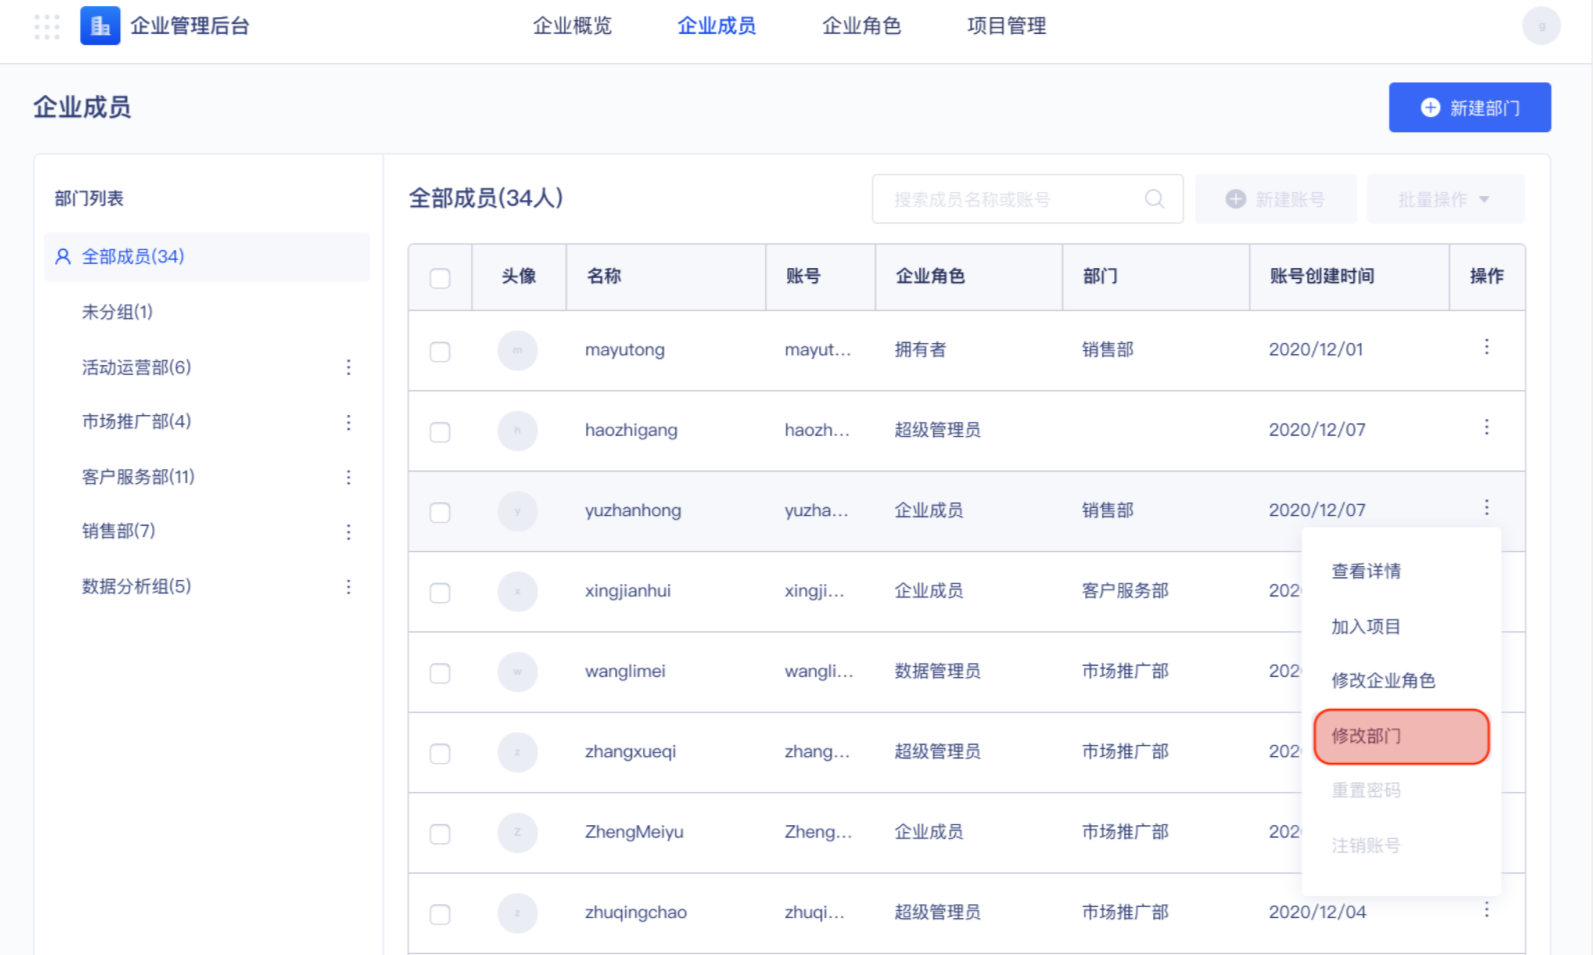 企业管理后台 企业概览 企业成员 企业角色 项目管理 g
企业成员 新建部门
部门列表
全部成员(34)
未分组(1)
活动运营部(6)
市场推广部(4)
客户服务部(11)
销售部(7)
数据分析组(5)
全部成员(34人) 搜索成员名称或账号 新建账号 批量操作
头像 名称 账号 企业角色 部门 账号创建时间 操作
m mayutong mayut... 拥有者 销售部 2020/12/01
h haozhigang haozh... 超级管理员 2020/12/07
y yuzhanhong yuzha... 企业成员 销售部 2020/12/07
x xingjianhui xingji... 企业成员 客户服务部 202
w wanglimei wangli... 数据管理员 市场推广部 202
z zhangxueqi zhang... 超级管理员 市场推广部 202
Z ZhengMeiyu Zheng... 企业成员 市场推广部 202
z zhuqingchao zhuqi... 超级管理员 市场推广部 2020/12/04
查看详情
加入项目
修改企业角色
修改部门
重置密码
注销账号